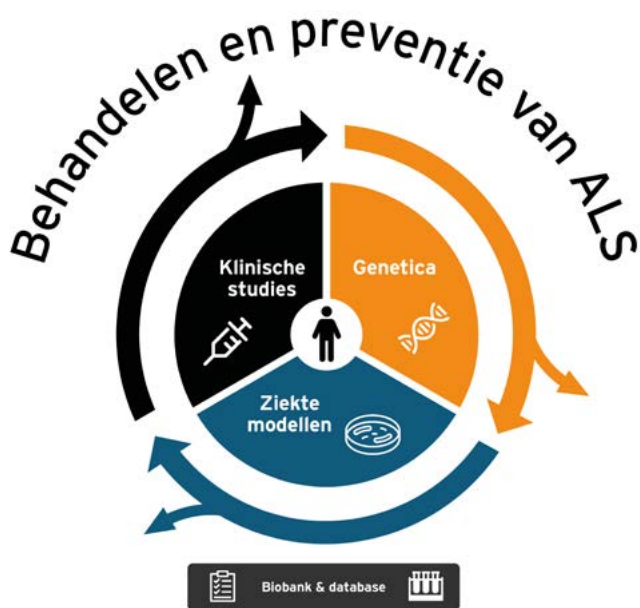 Behandelen en preventie van ALS
Klinische
studies
Genetica
Ziekte
modellen
Biobank & database